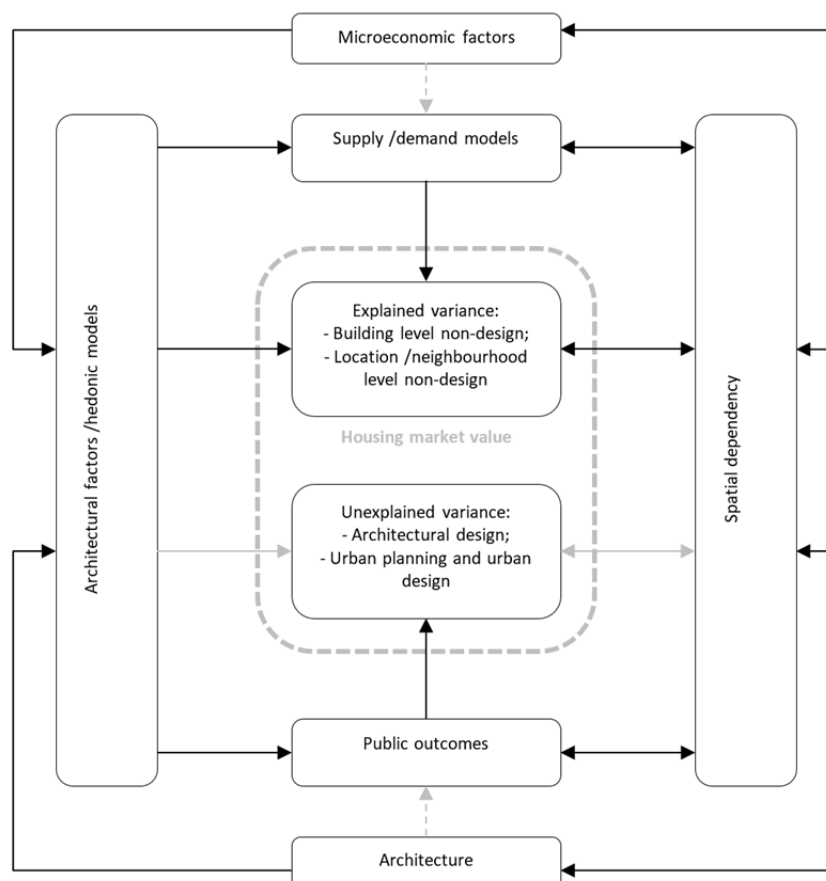 Microeconomic factors
Supply /demand models
Architectural factors /hedonic models
Explained variance:
- Building level non-design;
- Location /neighbourhood
level non-design
Housing market value
Unexplained variance:
- Architectural design;
- Urban planning and urban
design
Spatial dependency
Public outcomes
Architecture